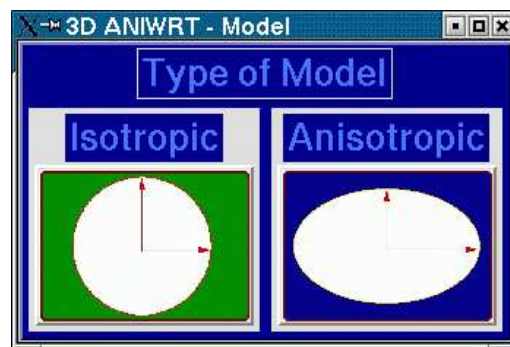 3D ANIWRT - Model
Type of Model
Isotropic
Anisotropic